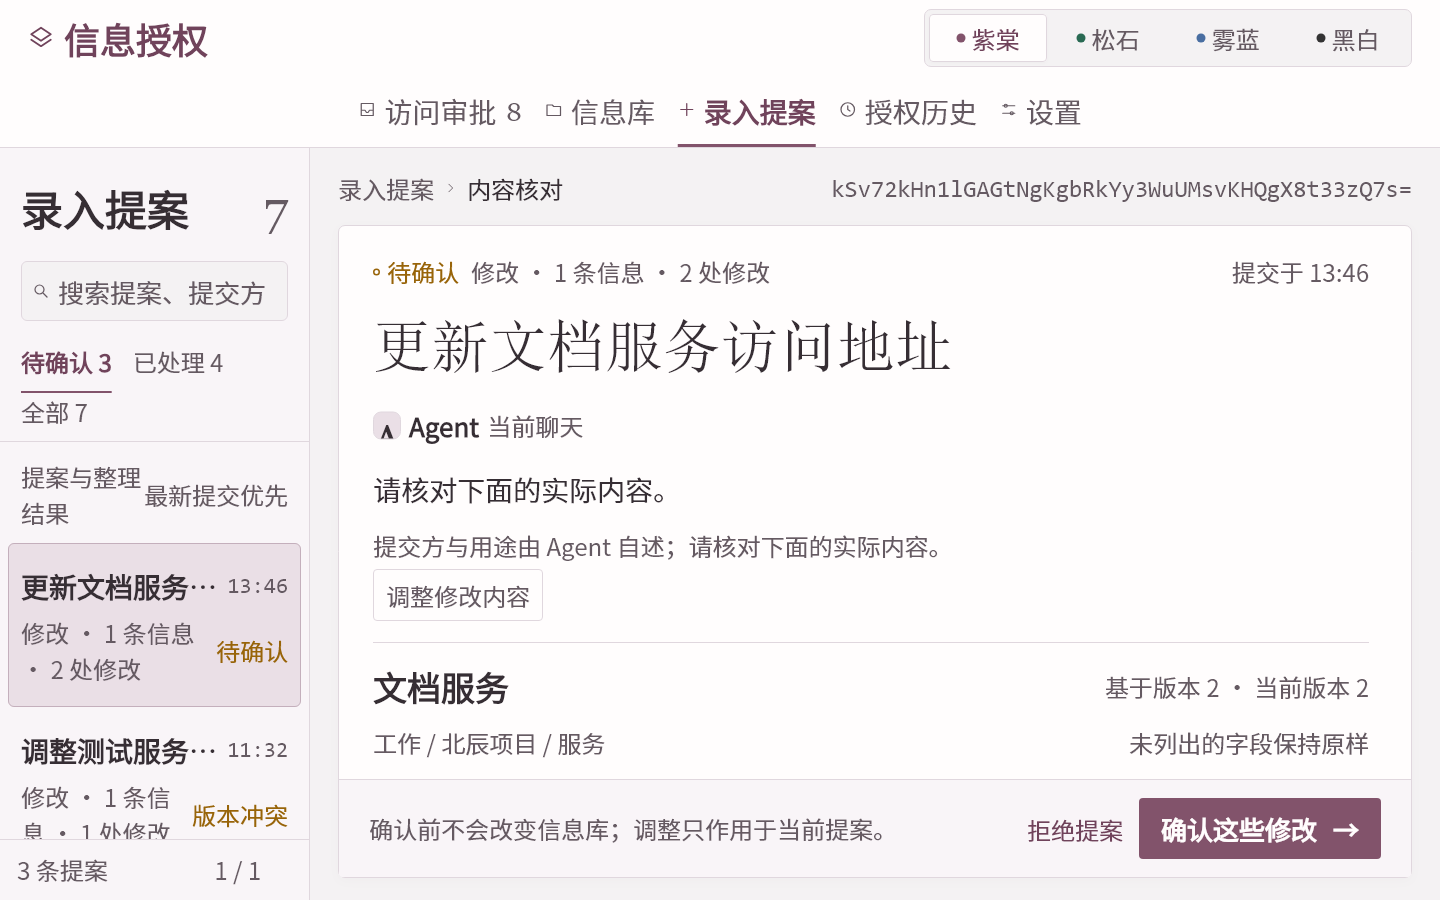 信息授权
紫棠 松石 雾蓝 黑白
访问审批 8 信息库 录入提案 授权历史 设置
录入提案 7
搜索提案、提交方
待确认 3 已处理 4
全部 7
提案与整理结果 最新提交优先
更新文档服务… 13:46
修改 · 1 条信息 · 2 处修改 待确认
调整测试服务… 11:32
修改 · 1 条信息 · 1 处修改 版本冲突
3 条提案 1 / 1
录入提案 › 内容核对 kSv72kHn1lGAGtNgKgbRkYy3WuUMsvKHQgX8t33zQ7s=
待确认 修改 · 1 条信息 · 2 处修改 提交于 13:46
更新文档服务访问地址
Agent 当前聊天
请核对下面的实际内容。
提交方与用途由 Agent 自述；请核对下面的实际内容。
调整修改内容
文档服务 基于版本 2 · 当前版本 2
工作 / 北辰项目 / 服务 未列出的字段保持原样
确认前不会改变信息库；调整只作用于当前提案。 拒绝提案 确认这些修改 →